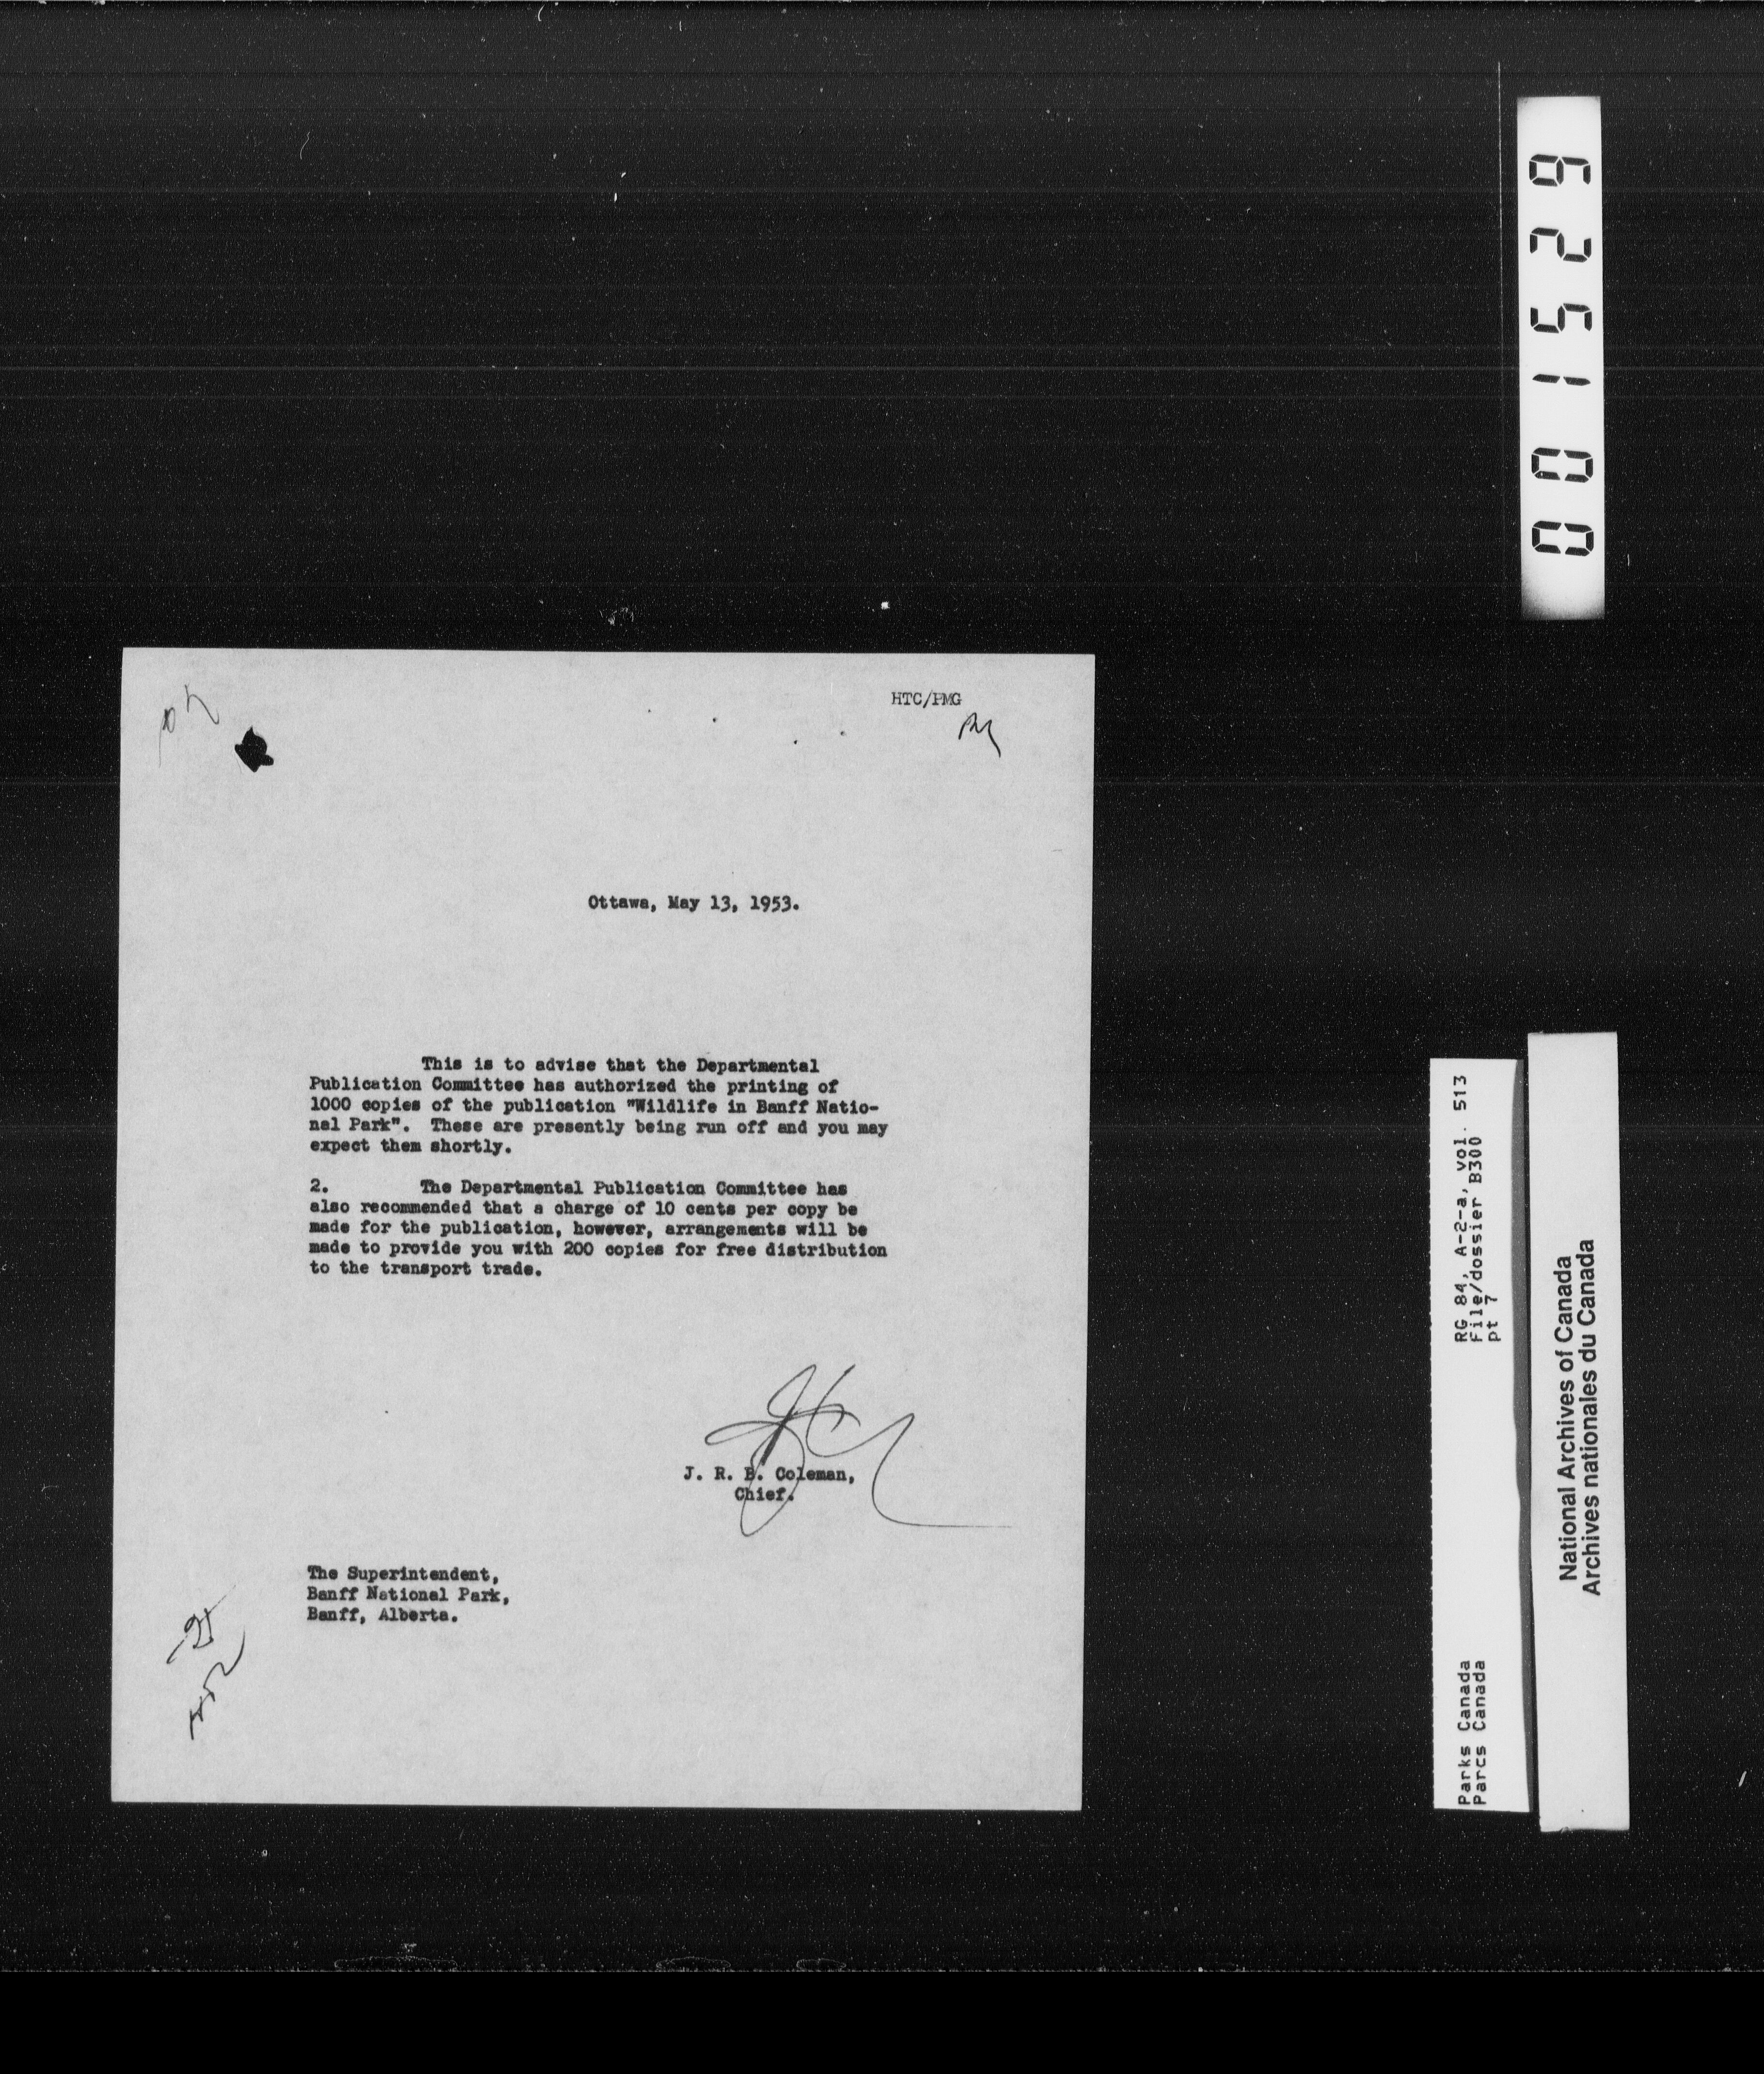 HTC/PMG
Ottawa, May 13, 1953.
This is to advise that the Departmental
Publication Committee has authorized the printing of
1000 copies of the publication "Wildlife in Banff Natio-
nal Park". These are presently being run off and you may
expect them shortly.
2. The Departmental Publication Committee has
also recommended that a charge of 10 cents per copy be
made for the publication, however, arrangements will be
made to provide you with 200 copies for free distribution
to the transport trade.
J. R. B. Coleman,
Chief.
The Superintendent,
Banff National Park,
Banff, Alberta.
001529
RG 84, A-2-a, vol. 513
File/dossier B300
pt 7
Parks Canada
Parcs Canada
National Archives of Canada
Archives nationales du Canada